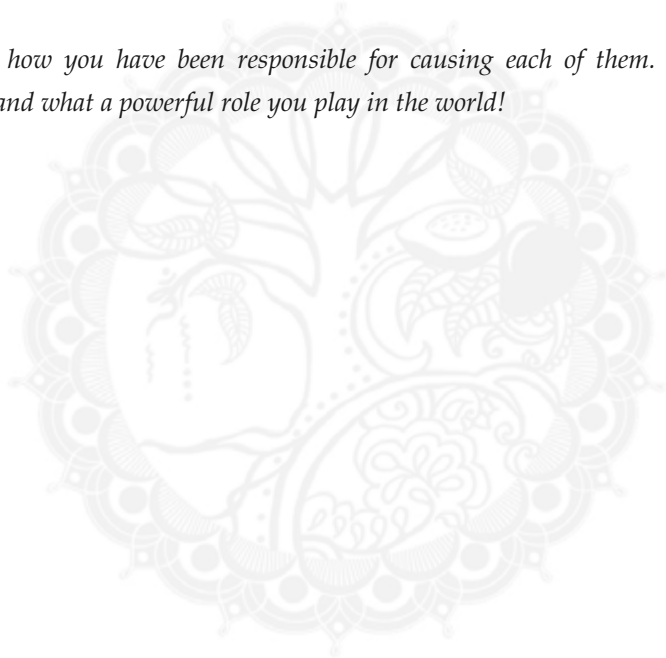 how you have been responsible for causing each of them.
and what a powerful role you play in the world!